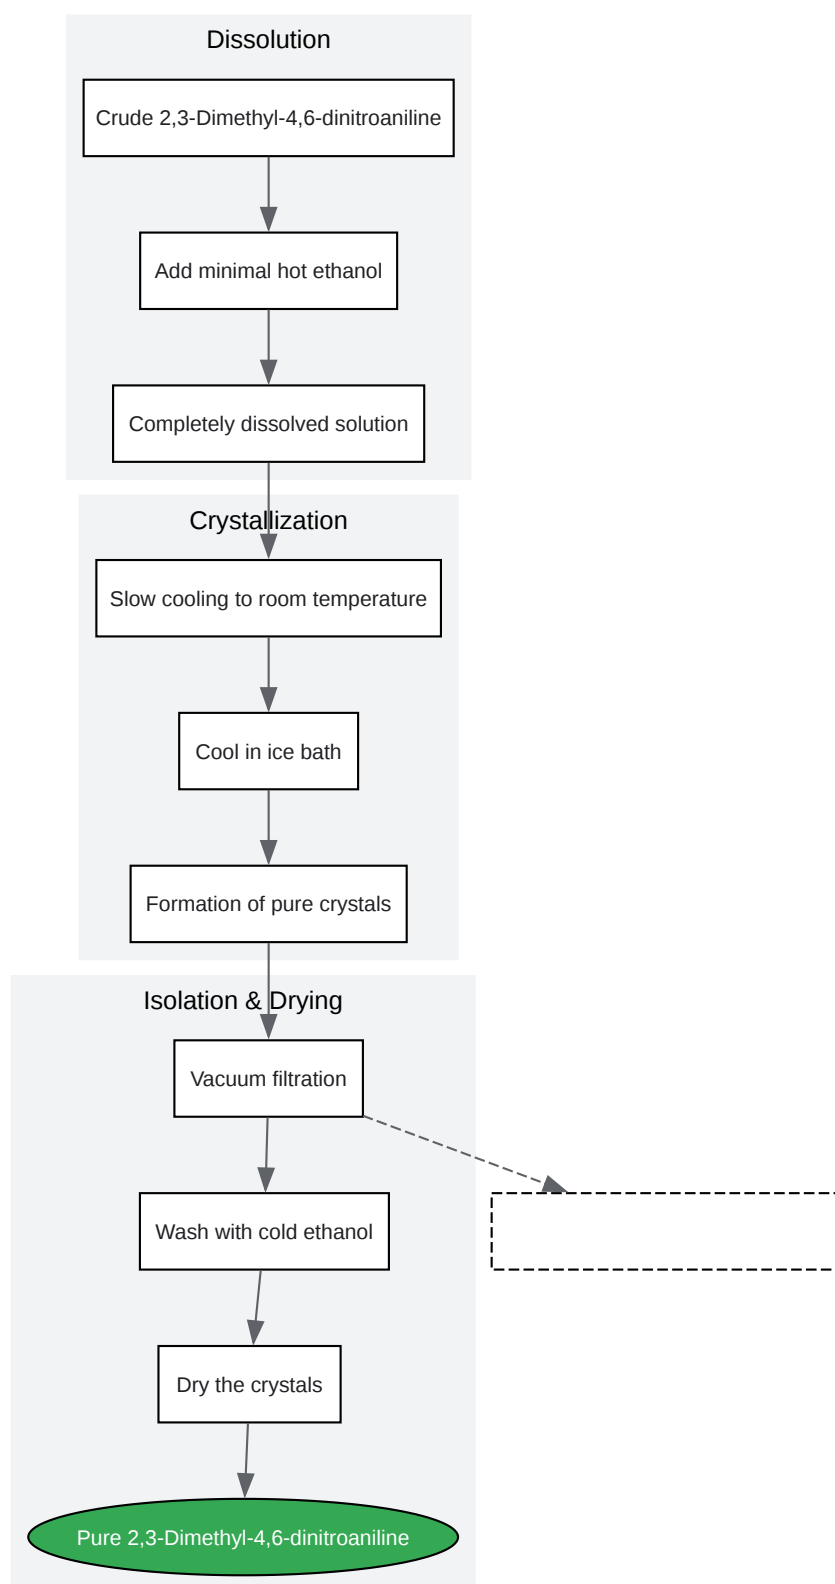 Dissolution
Crude 2,3-Dimethyl-4,6-dinitroaniline
Add minimal hot ethanol
Completely dissolved solution
Crystallization
Slow cooling to room temperature
Cool in ice bath
Formation of pure crystals
Isolation & Drying
Vacuum filtration
Wash with cold ethanol
Dry the crystals
Pure 2,3-Dimethyl-4,6-dinitroaniline